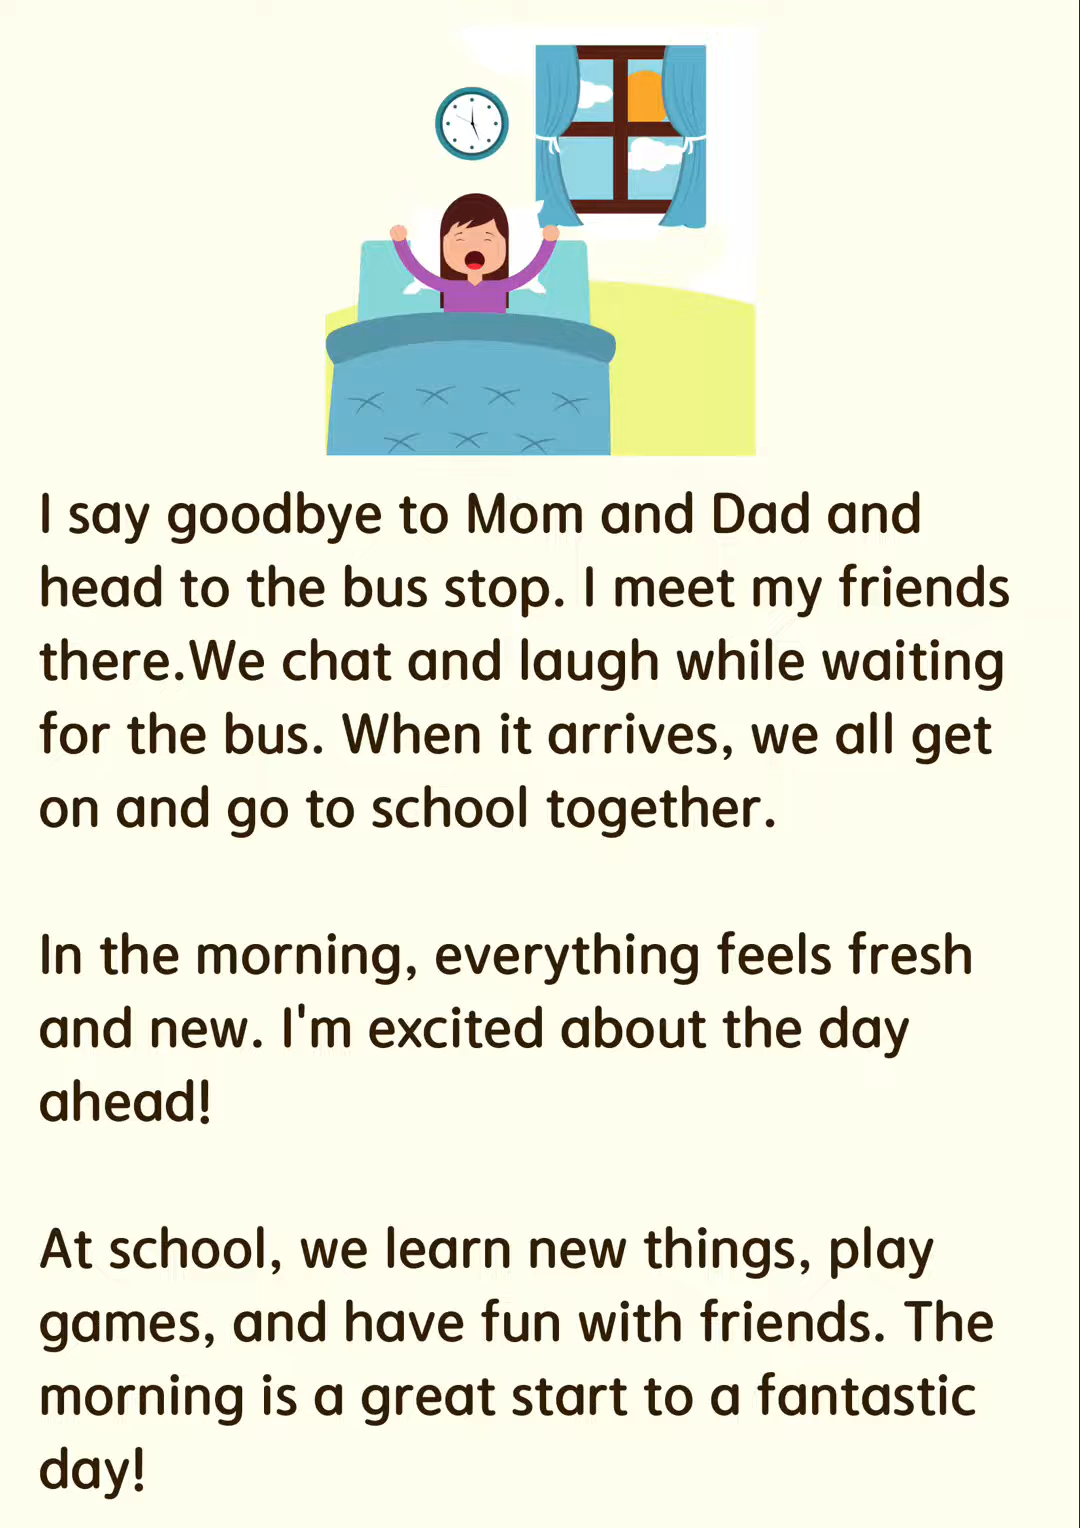 I say goodbye to Mom and Dad and
head to the bus stop. I meet my friends
there.We chat and laugh while waiting
for the bus. When it arrives, we all get
on and go to school together.
In the morning, everything feels fresh
and new. I'm excited about the day
ahead!
At school, we learn new things, play
games, and have fun with friends. The
morning is a great start to a fantastic
day!